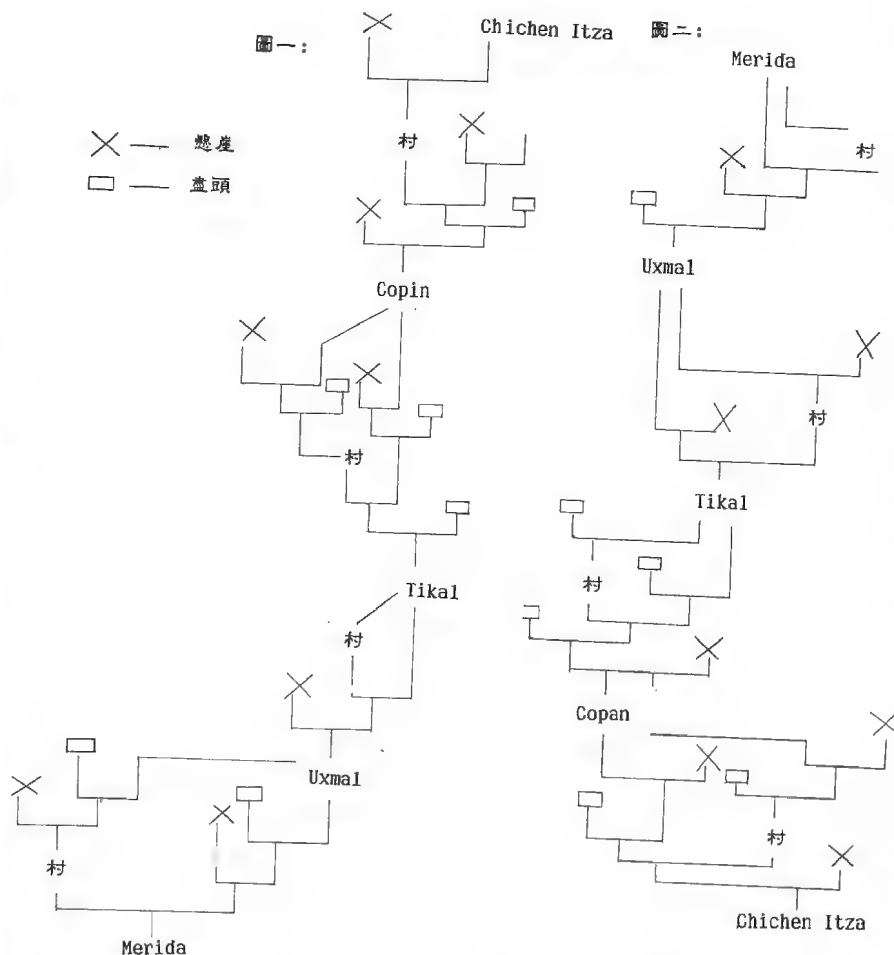 圖一:
Chichen Itza
村
× — 懸崖
□ — 盡頭
Copin
村
Tikal
村
Uxmal
村
Merida
圖二:
Merida
村
Uxmal
村
Tikal
村
Copan
村
Chichen Itza